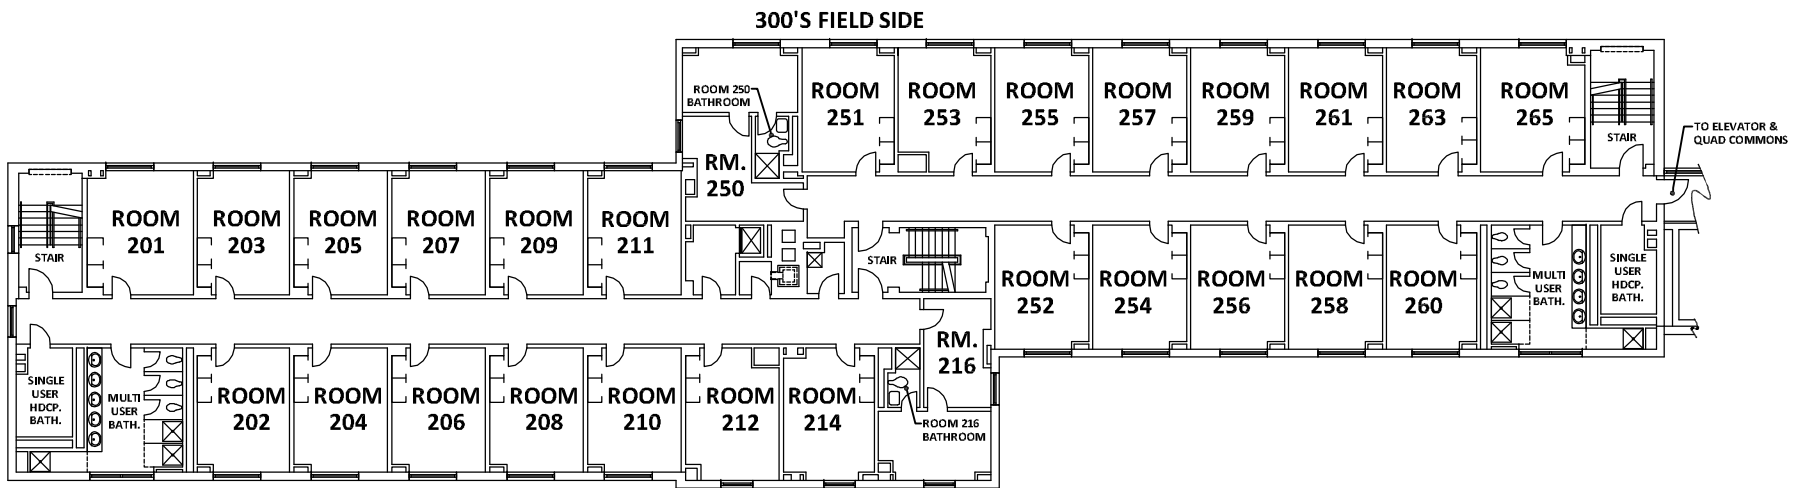 300'S FIELD SIDE
ROOM 250
BATHROOM
ROOM
251
ROOM
253
ROOM
255
ROOM
257
ROOM
259
ROOM
261
ROOM
263
ROOM
265
STAIR
TO ELEVATOR &
QUAD COMMONS
RM.
250
ROOM
201
ROOM
203
ROOM
205
ROOM
207
ROOM
209
ROOM
211
STAIR
STAIR
ROOM
252
ROOM
254
ROOM
256
ROOM
258
ROOM
260
MULTI
USER
BATH.
SINGLE
USER
HDCP.
BATH.
RM.
216
SINGLE
USER
HDCP.
BATH.
MULTI
USER
BATH.
ROOM
202
ROOM
204
ROOM
206
ROOM
208
ROOM
210
ROOM
212
ROOM
214
ROOM 216
BATHROOM